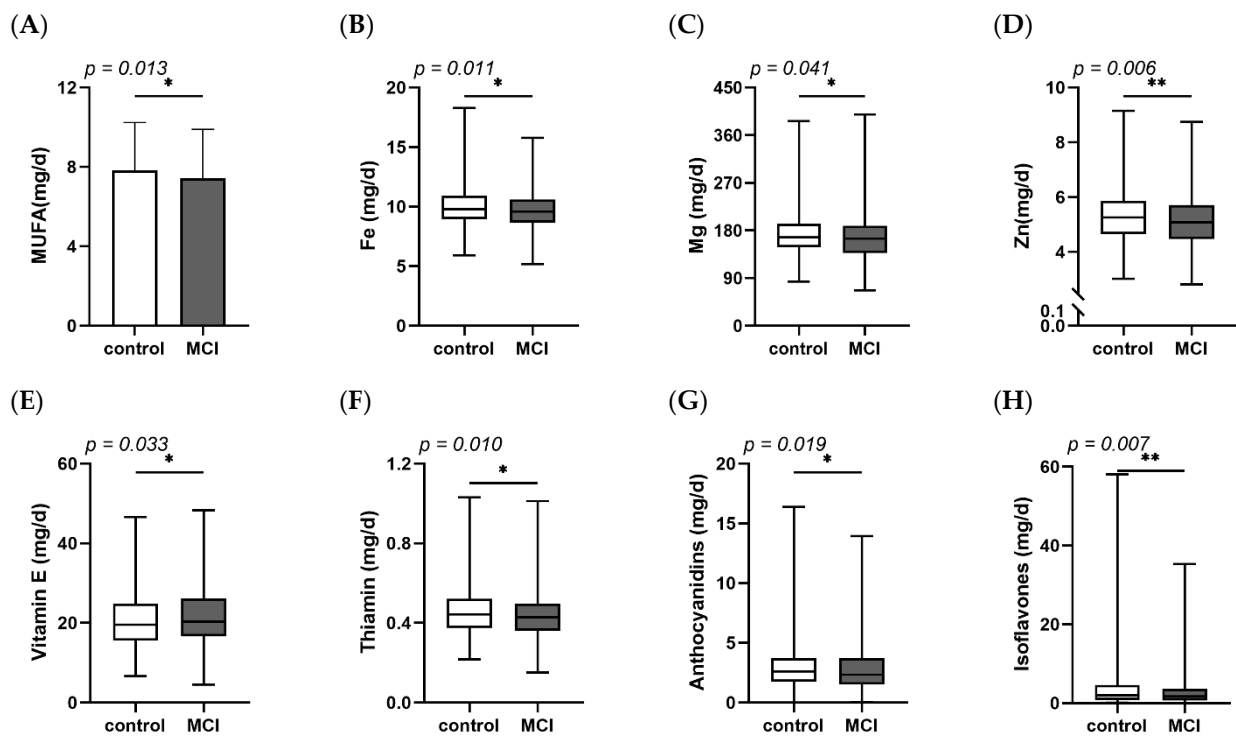 (A)
p = 0.013
*
MUFA(mg/d)
12
8
4
0
control MCI
(B)
p = 0.011
*
Fe (mg/d)
20
15
10
5
0
control MCI
(C)
p = 0.041
*
Mg (mg/d)
450
360
270
180
90
0
control MCI
(D)
p = 0.006
**
Zn(mg/d)
10
8
6
4
0.1
0.0
control MCI
(E)
p = 0.033
*
Vitamin E (mg/d)
60
40
20
0
control MCI
(F)
p = 0.010
*
Thiamin (mg/d)
1.2
0.8
0.4
0.0
control MCI
(G)
p = 0.019
*
Anthocyanidins (mg/d)
20
15
10
5
0
control MCI
(H)
p = 0.007
**
Isoflavones (mg/d)
60
40
20
0
control MCI